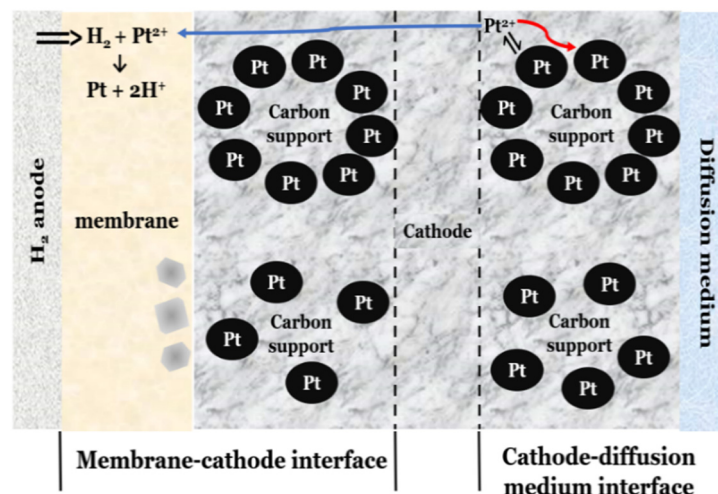 H₂ + Pt²⁺
Pt²⁺
Pt + 2H⁺
Pt
Pt
Pt
Pt
Pt
Pt
Pt
Pt
Carbon
support
Pt
Pt
Pt
Pt
Pt
Pt
Pt
Pt
Carbon
support
H₂ anode
membrane
Cathode
Diffusion medium
Pt
Pt
Pt
Pt
Carbon
support
Pt
Pt
Pt
Pt
Pt
Carbon
support
Membrane-cathode interface
Cathode-diffusion
medium interface